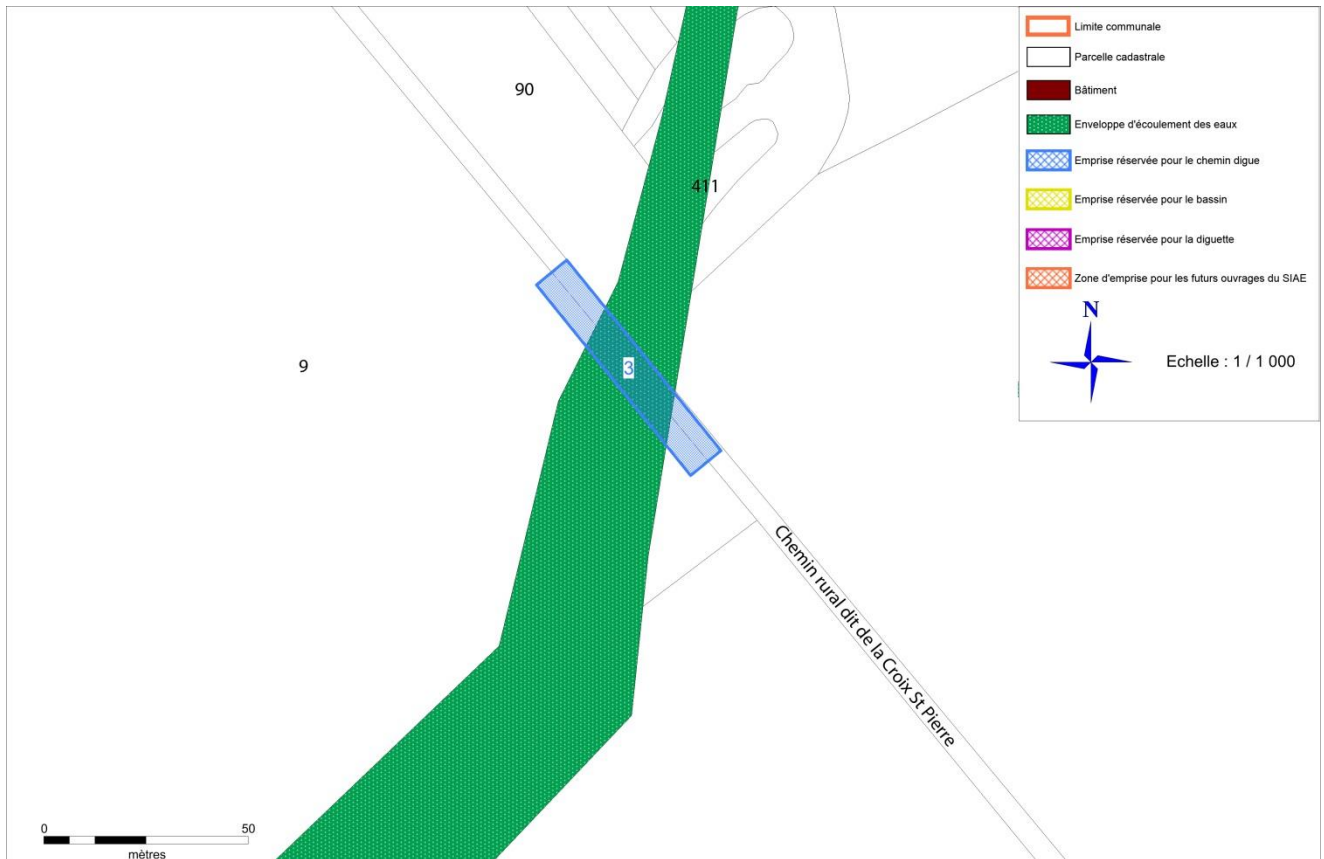 Limite communale
Parcelle cadastrale
Bâtiment
Enveloppe d'écoulement des eaux
Emprise réservée pour le chemin digue
Emprise réservée pour le bassin
Emprise réservée pour la diguette
Zone d'emprise pour les futurs ouvrages du SIAE
N
Echelle : 1 / 1 000
90
411
9
3
Chemin rural dit de la Croix St Pierre
0 50
mètres